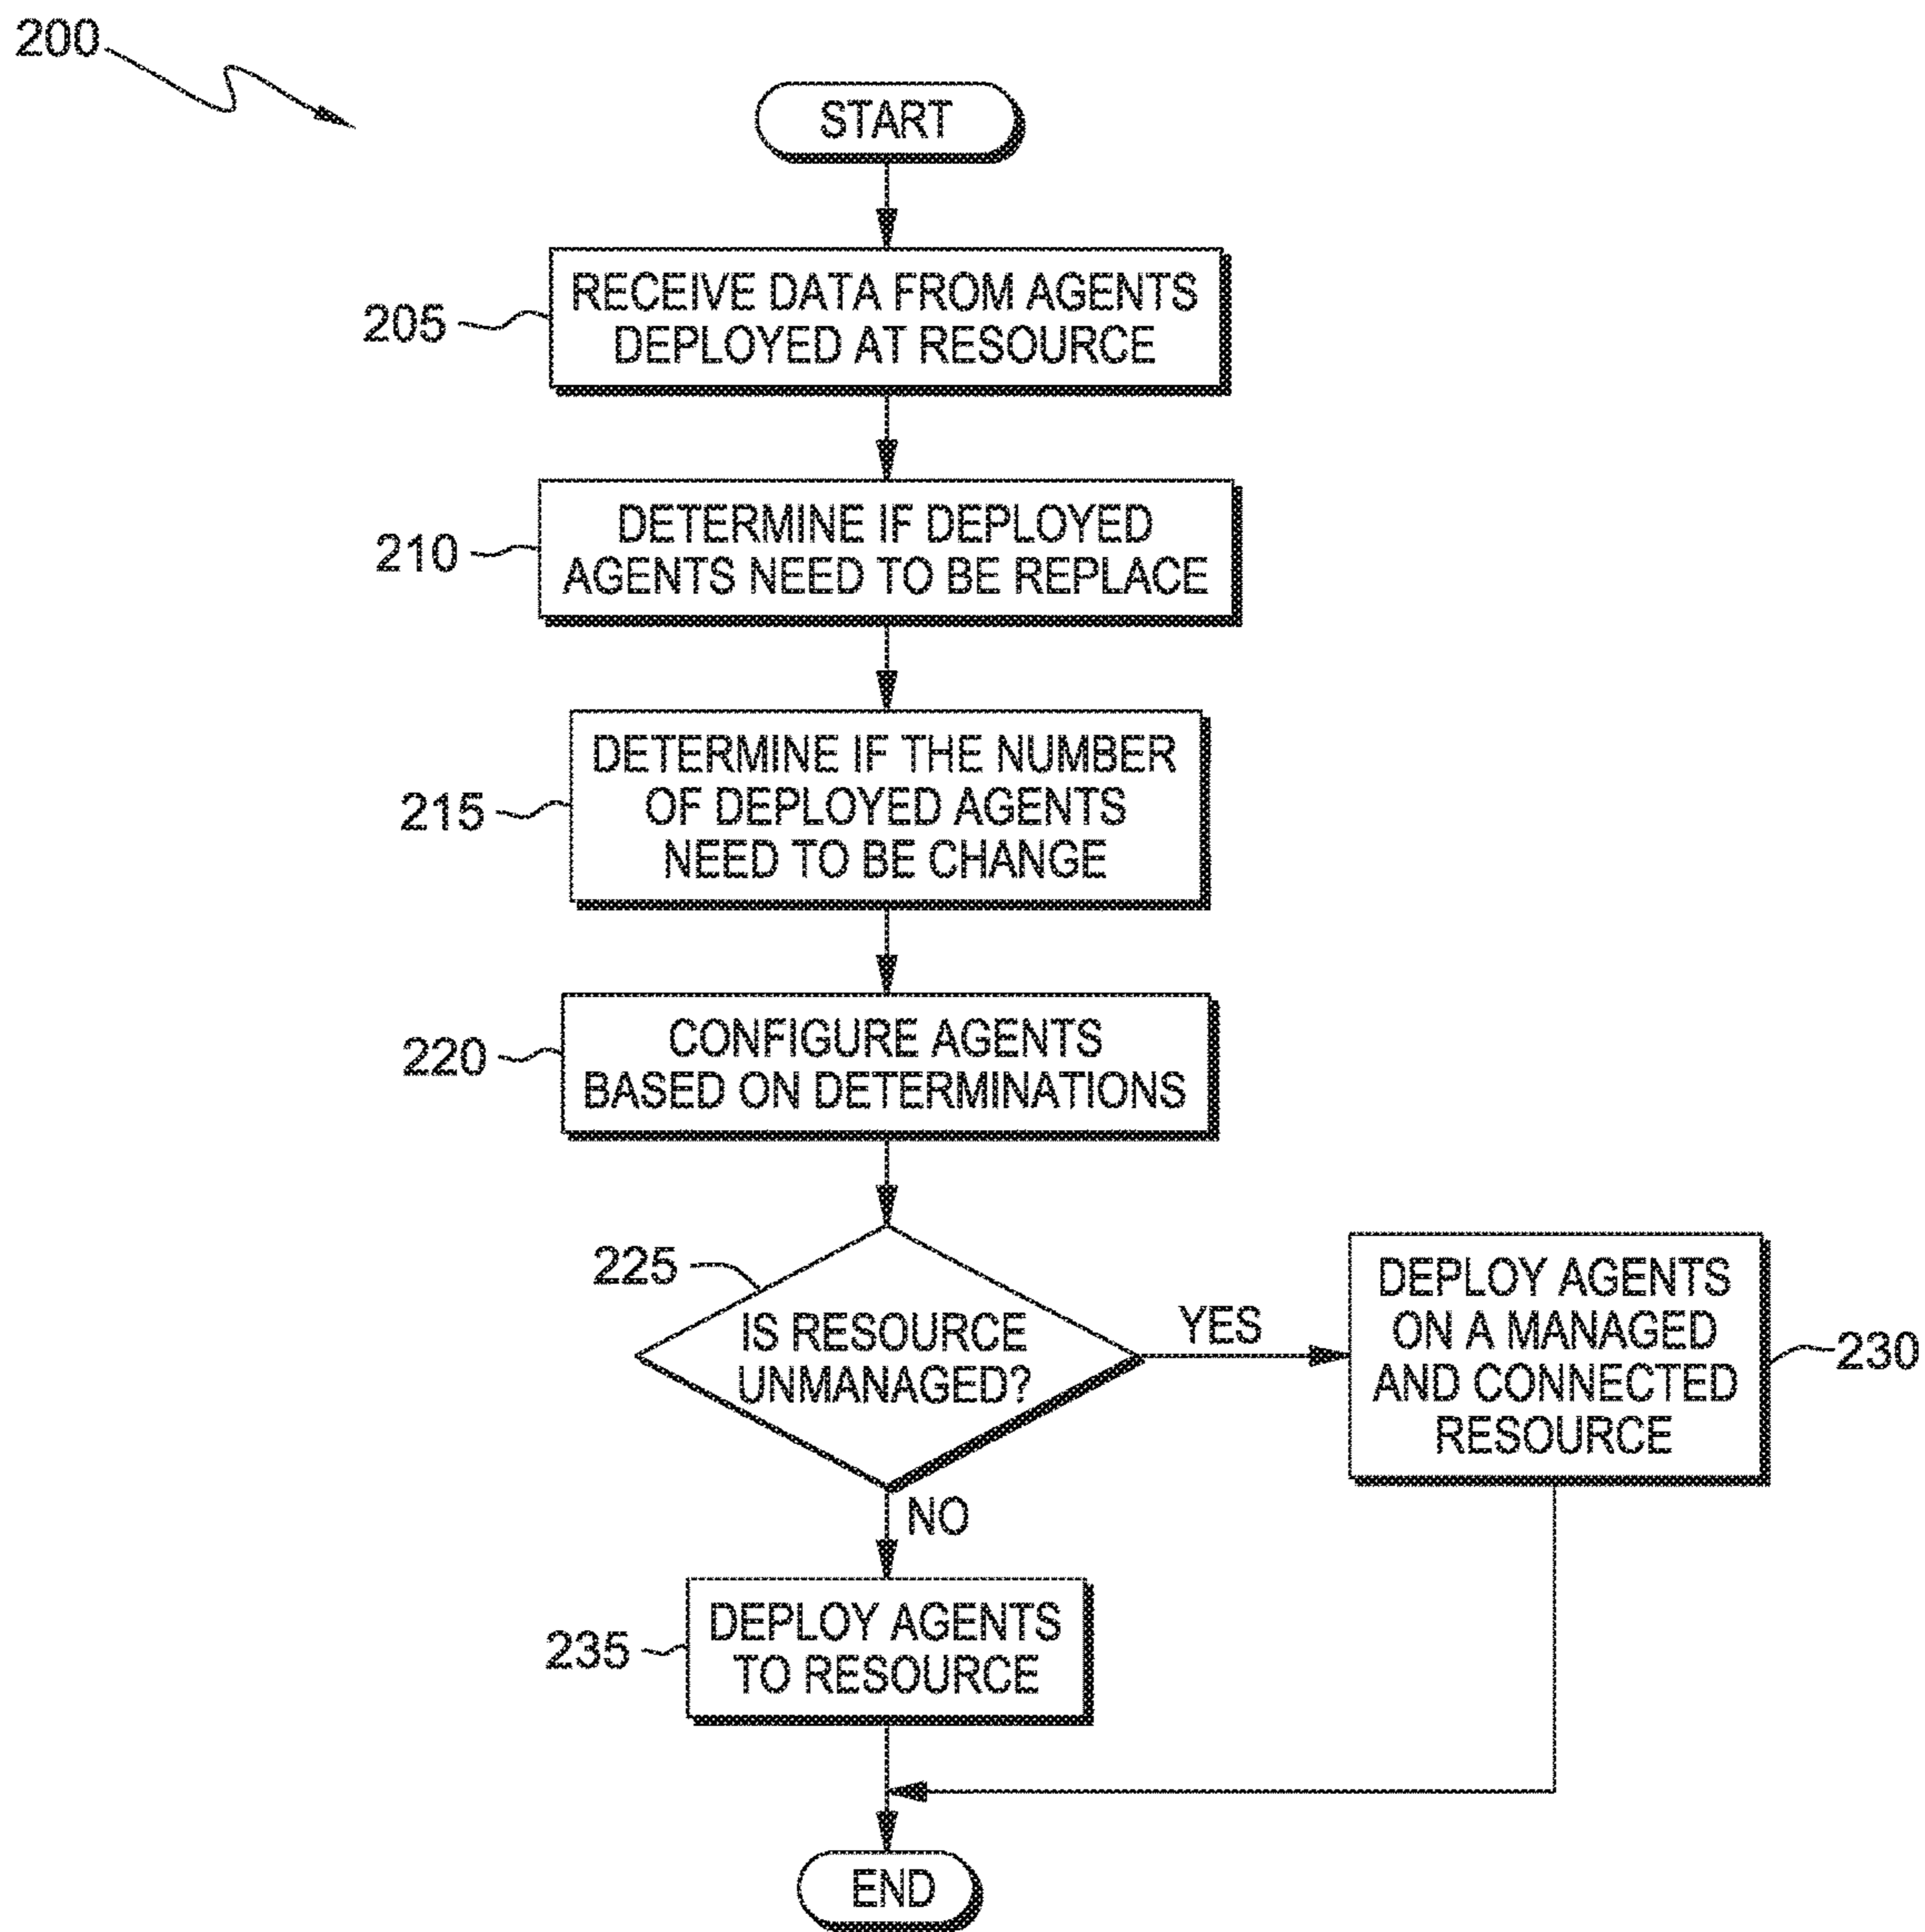 200
START
205
RECEIVE DATA FROM AGENTS
DEPLOYED AT RESOURCE
210
DETERMINE IF DEPLOYED
AGENTS NEED TO BE REPLACE
215
DETERMINE IF THE NUMBER
OF DEPLOYED AGENTS
NEED TO BE CHANGE
220
CONFIGURE AGENTS
BASED ON DETERMINATIONS
225
IS RESOURCE
UNMANAGED?
YES
DEPLOY AGENTS
ON A MANAGED
AND CONNECTED
RESOURCE
230
NO
235
DEPLOY AGENTS
TO RESOURCE
END